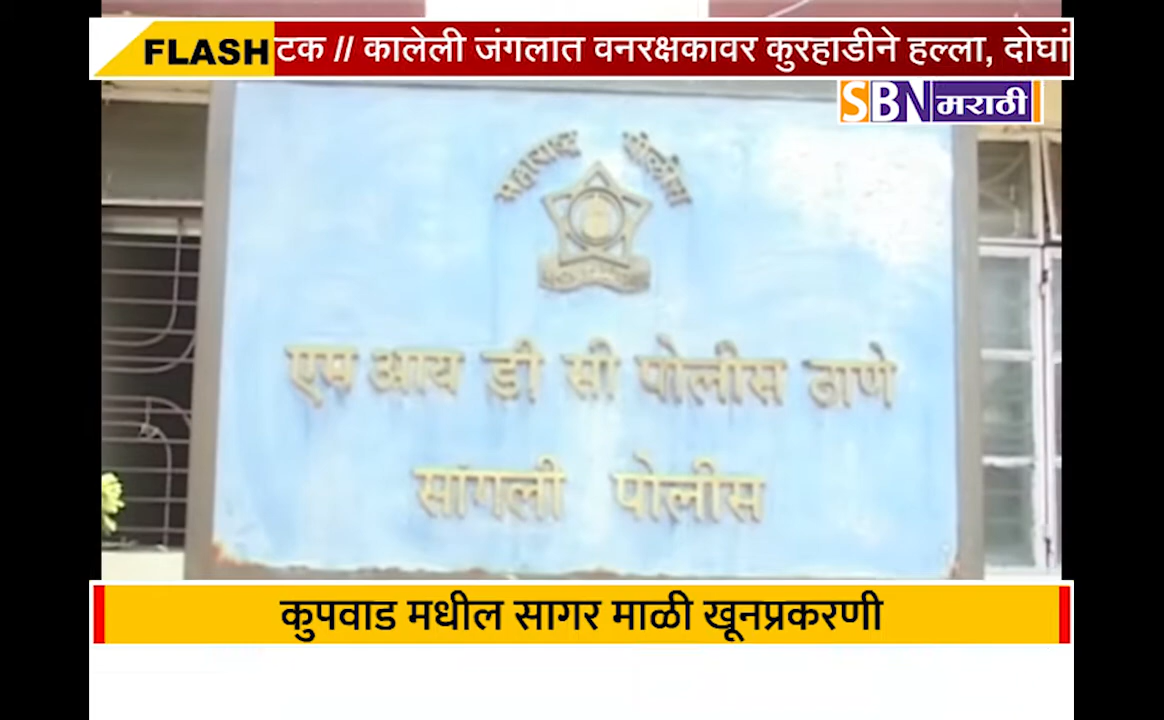 FLASH टक // कालेली जंगलात वनरक्षकावर कुरहाडीने हल्ला, दोघां
SBN मराठी
महाराष्ट्र पोलीस
एम आय डी सी पोलीस ठाणे
सांगली पोलीस
कुपवाड मधील सागर माळी खूनप्रकरणी